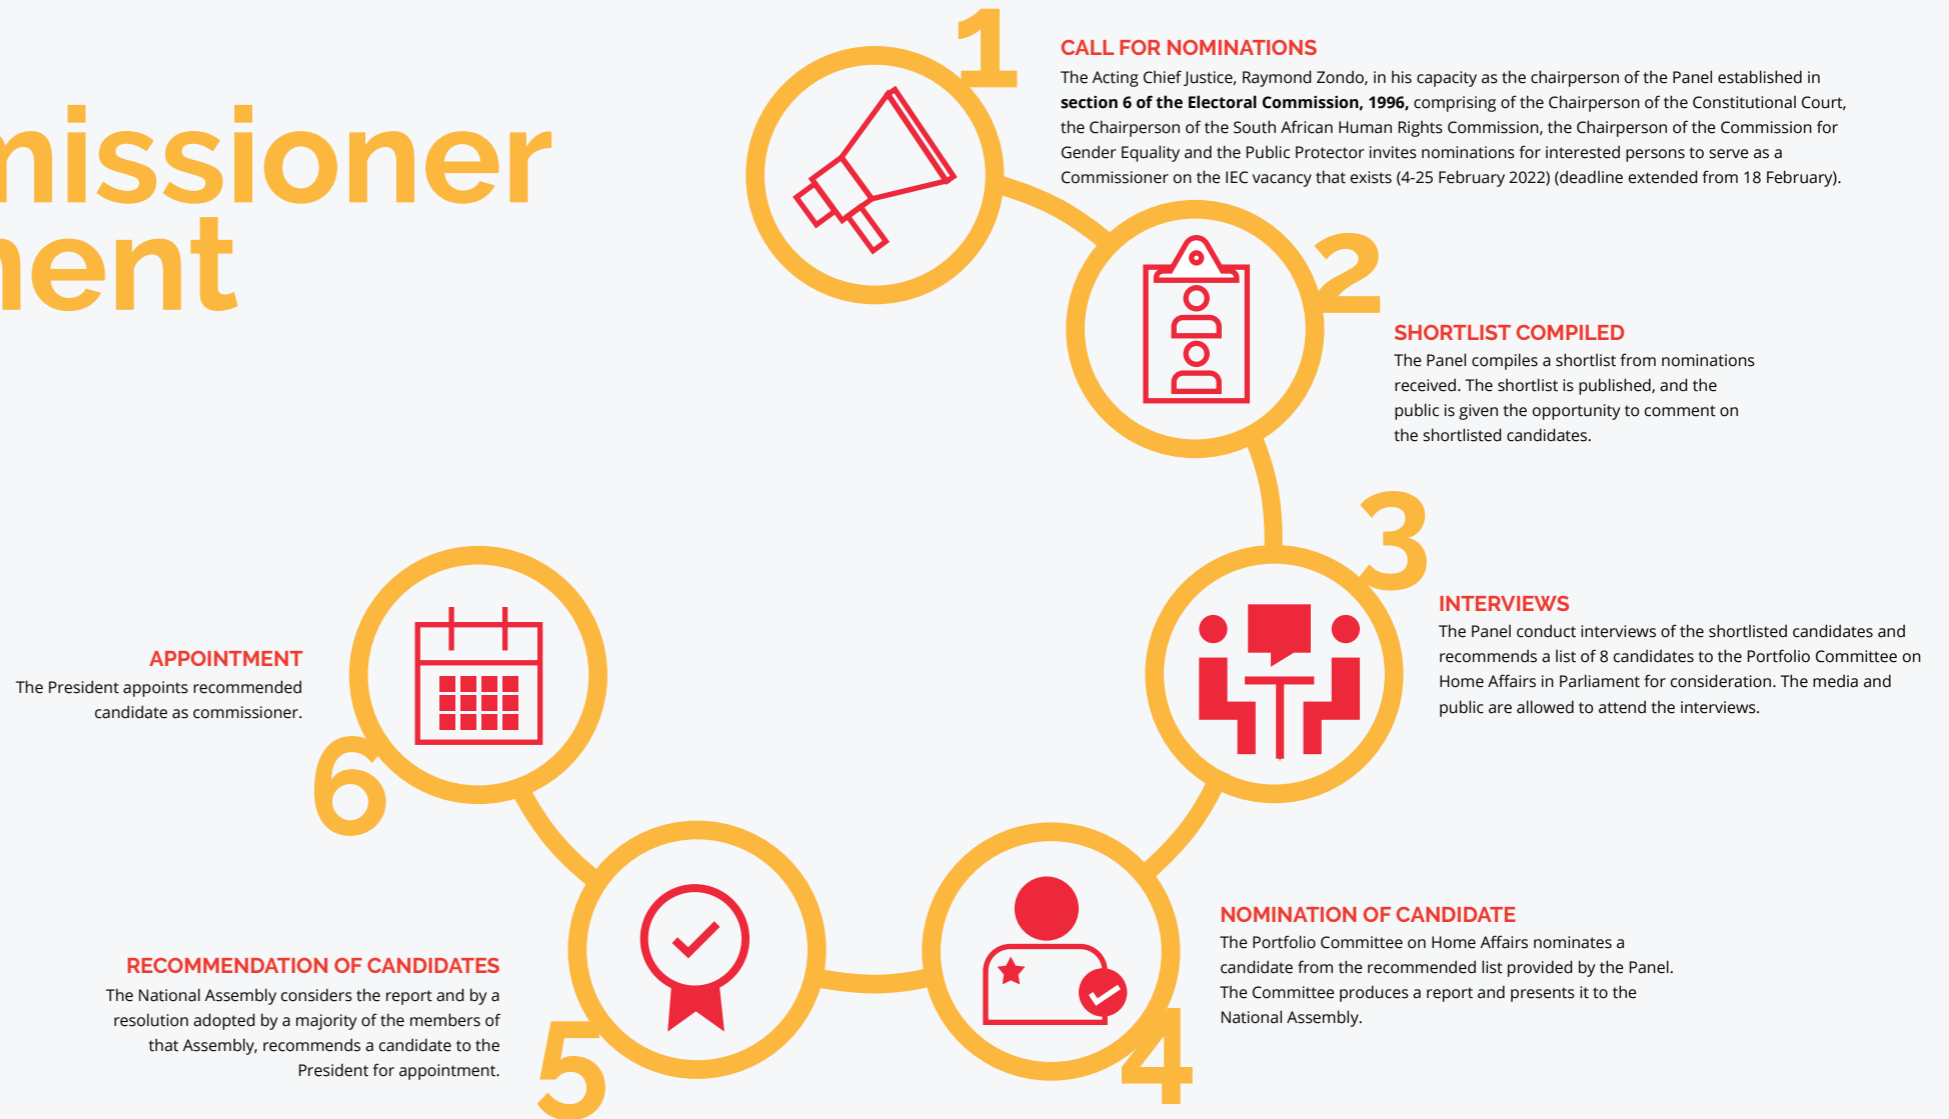 missioner
ment
1
CALL FOR NOMINATIONS
The Acting Chief Justice, Raymond Zondo, in his capacity as the chairperson of the Panel established in
section 6 of the Electoral Commission, 1996, comprising of the Chairperson of the Constitutional Court,
the Chairperson of the South African Human Rights Commission, the Chairperson of the Commission for
Gender Equality and the Public Protector invites nominations for interested persons to serve as a
Commissioner on the IEC vacancy that exists (4-25 February 2022) (deadline extended from 18 February).
2
SHORTLIST COMPILED
The Panel compiles a shortlist from nominations
received. The shortlist is published, and the
public is given the opportunity to comment on
the shortlisted candidates.
3
INTERVIEWS
The Panel conduct interviews of the shortlisted candidates and
recommends a list of 8 candidates to the Portfolio Committee on
Home Affairs in Parliament for consideration. The media and
public are allowed to attend the interviews.
4
NOMINATION OF CANDIDATE
The Portfolio Committee on Home Affairs nominates a
candidate from the recommended list provided by the Panel.
The Committee produces a report and presents it to the
National Assembly.
5
RECOMMENDATION OF CANDIDATES
The National Assembly considers the report and by a
resolution adopted by a majority of the members of
that Assembly, recommends a candidate to the
President for appointment.
6
APPOINTMENT
The President appoints recommended
candidate as commissioner.